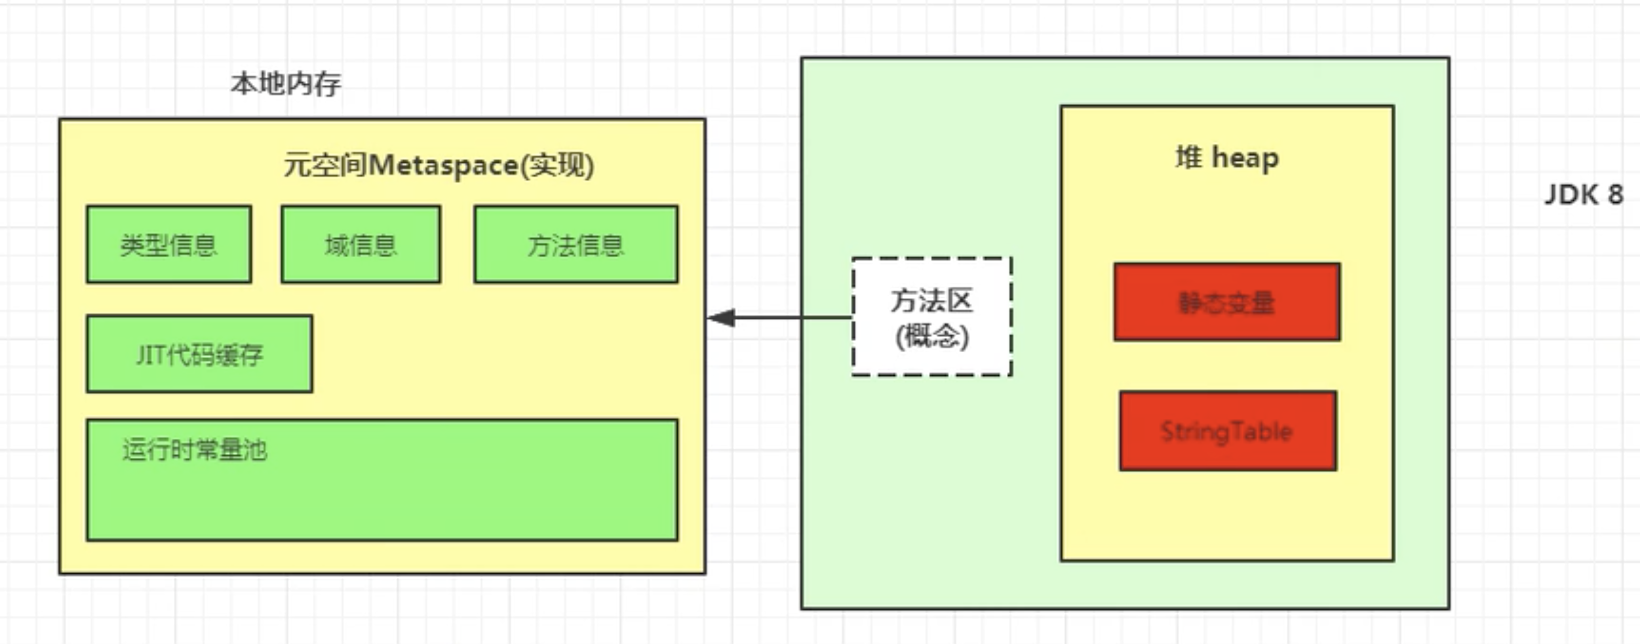 本地内存
元空间Metaspace(实现)
类型信息
域信息
方法信息
JIT代码缓存
运行时常量池
方法区
(概念)
堆 heap
静态变量
StringTable
JDK 8